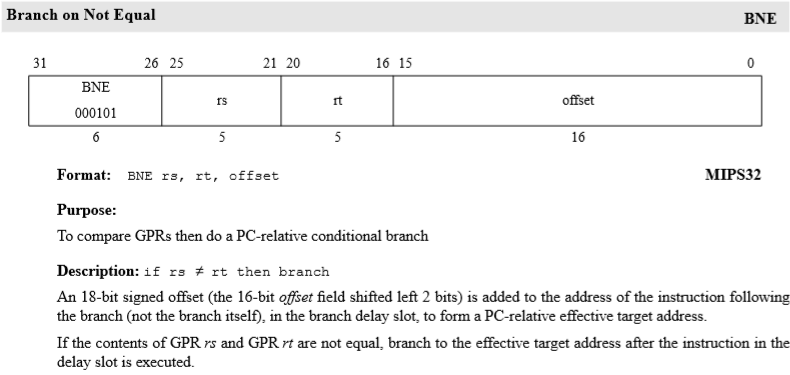 Branch on Not Equal BNE
31 26 25 21 20 16 15 0
BNE
000101
rs rt offset
6 5 5 16
Format: BNE rs, rt, offset MIPS32
Purpose:
To compare GPRs then do a PC-relative conditional branch
Description: if rs ≠ rt then branch
An 18-bit signed offset (the 16-bit offset field shifted left 2 bits) is added to the address of the instruction following
the branch (not the branch itself), in the branch delay slot, to form a PC-relative effective target address.
If the contents of GPR rs and GPR rt are not equal, branch to the effective target address after the instruction in the
delay slot is executed.